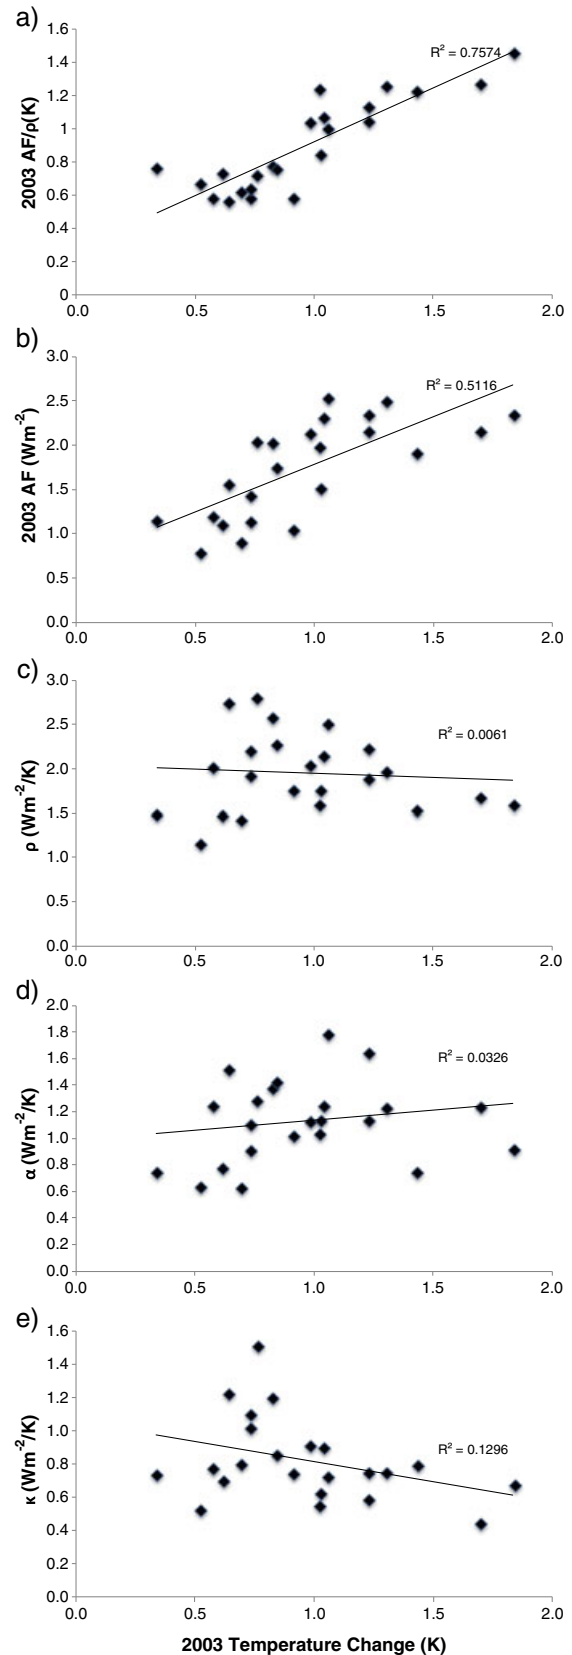 a)
1.6
R² = 0.7574
1.4
1.2
1
0.8
0.6
0.4
0.2
0
2003 AF/ρ(K)
0.0 0.5 1.0 1.5 2.0
b)
3.0
R² = 0.5116
2.5
2.0
1.5
1.0
0.5
0.0
2003 AF (Wm⁻²)
0.0 0.5 1.0 1.5 2.0
c)
3.0
2.5
R² = 0.0061
2.0
1.5
1.0
0.5
0.0
ρ (Wm⁻²/K)
0.0 0.5 1.0 1.5 2.0
d)
2.0
1.8
R² = 0.0326
1.6
1.4
1.2
1.0
0.8
0.6
0.4
0.2
0.0
α (Wm⁻²/K)
0.0 0.5 1.0 1.5 2.0
e)
1.6
1.4
1.2
1.0
R² = 0.1296
0.8
0.6
0.4
0.2
0.0
κ (Wm⁻²/K)
0.0 0.5 1.0 1.5 2.0
2003 Temperature Change (K)